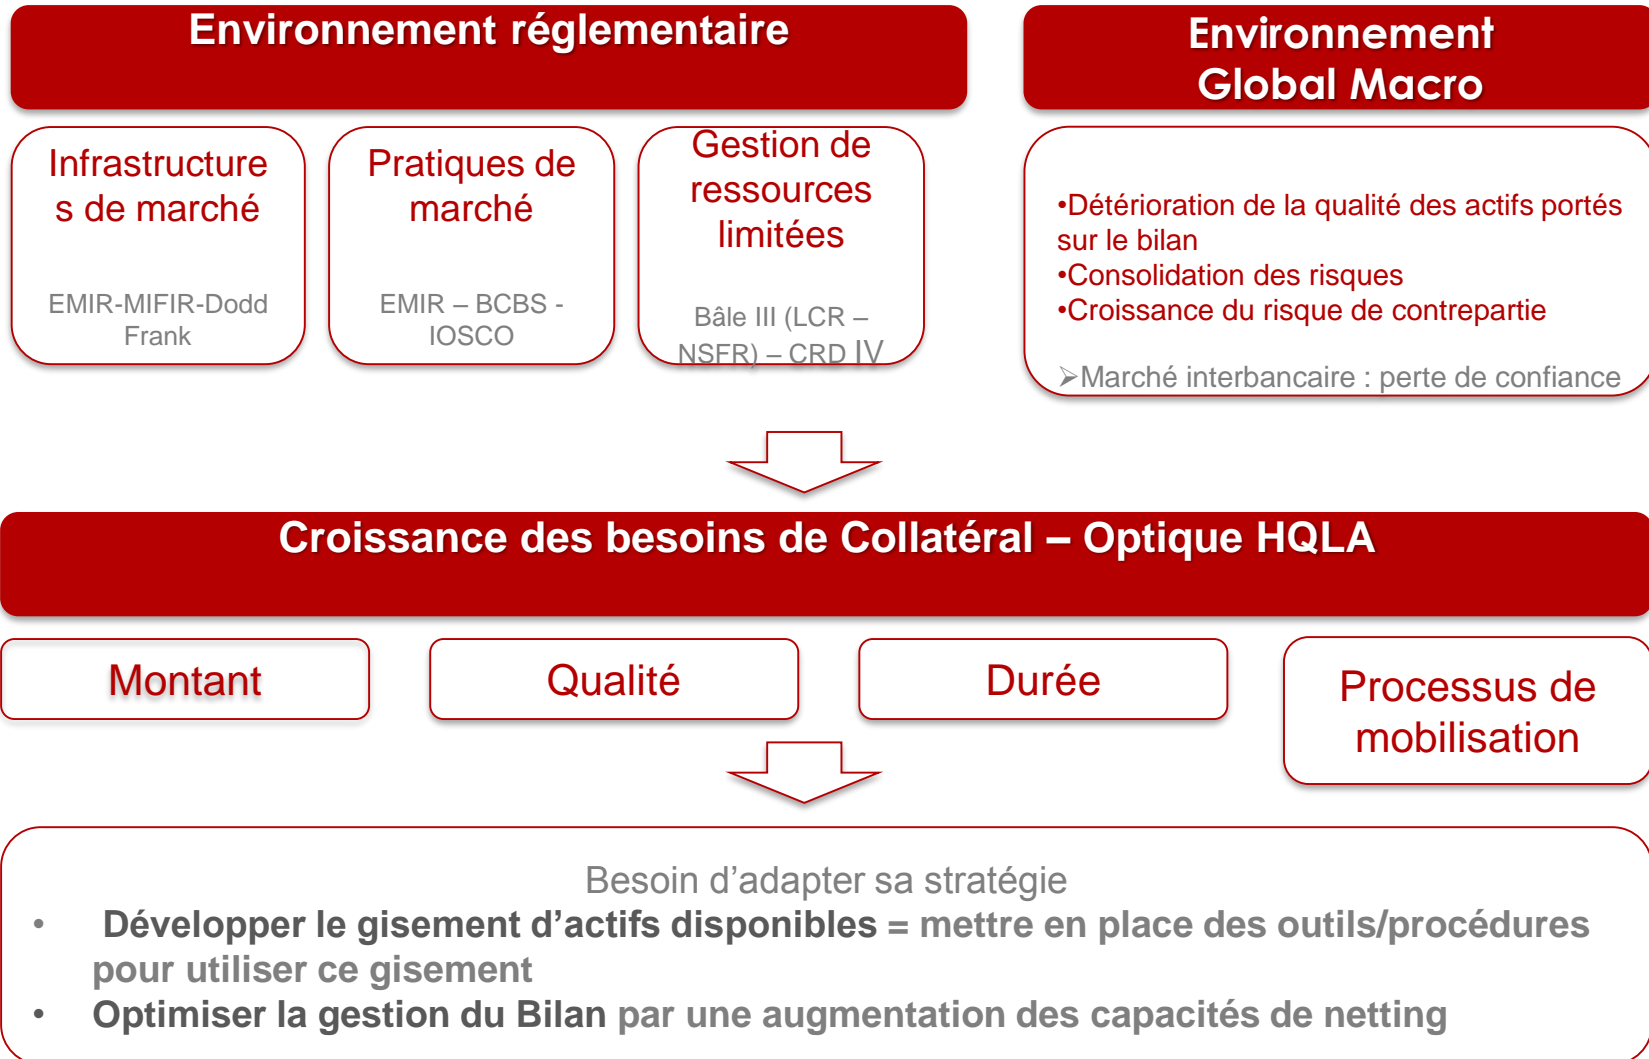 Environnement réglementaire
Environnement
Global Macro
Infrastructure
s de marché
EMIR-MIFIR-Dodd
Frank
Pratiques de
marché
EMIR – BCBS -
IOSCO
Gestion de
ressources
limitées
Bâle III (LCR –
NSFR) – CRD IV
•Détérioration de la qualité des actifs portés
sur le bilan
•Consolidation des risques
•Croissance du risque de contrepartie
➢Marché interbancaire : perte de confiance
Croissance des besoins de Collatéral – Optique HQLA
Montant
Qualité
Durée
Processus de
mobilisation
Besoin d’adapter sa stratégie
• Développer le gisement d’actifs disponibles = mettre en place des outils/procédures
pour utiliser ce gisement
• Optimiser la gestion du Bilan par une augmentation des capacités de netting